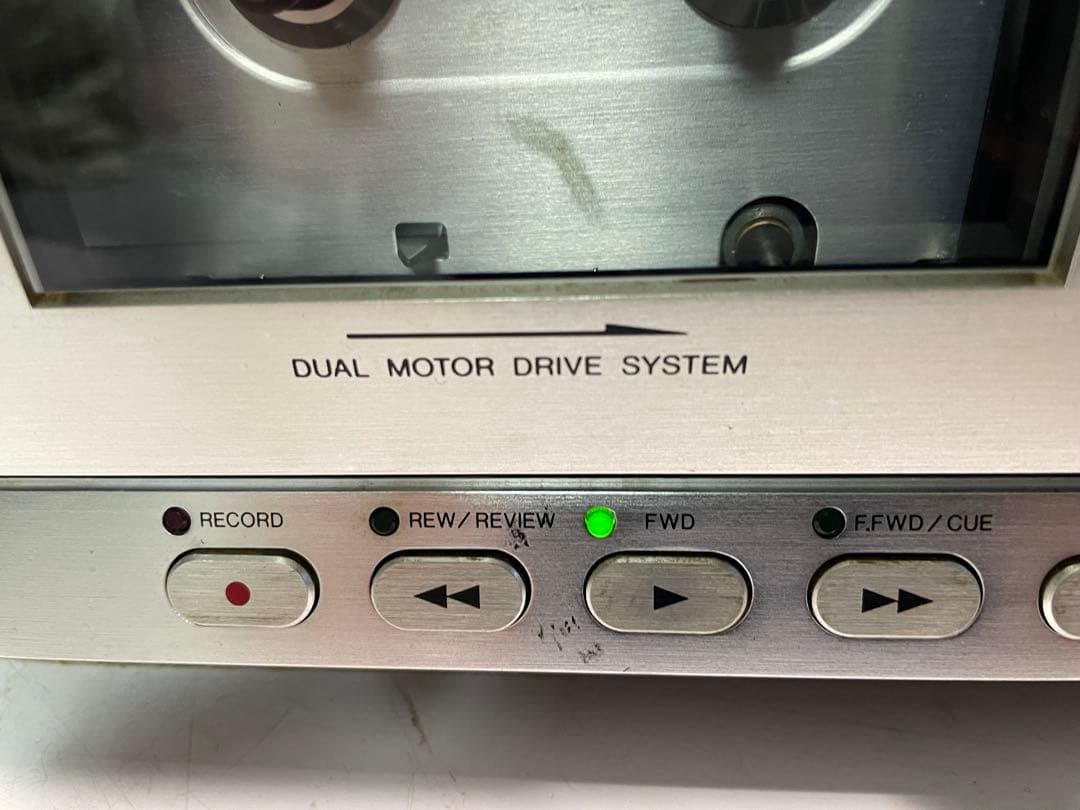 DUAL MOTOR DRIVE SYSTEM
RECORD REW/REVIEW FWD F.FWD/CUE